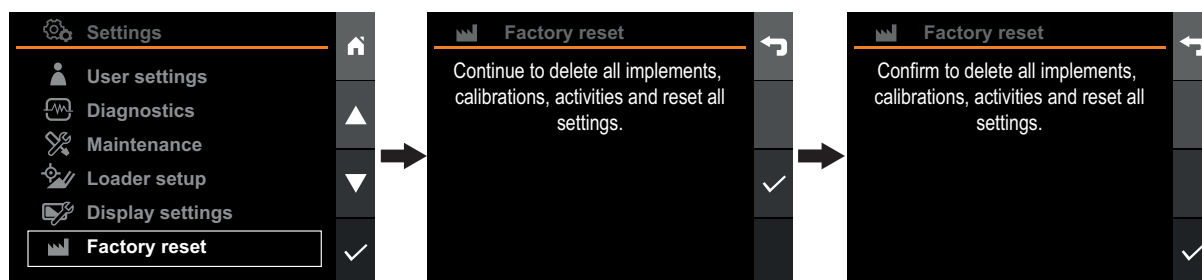 Settings
User settings
Diagnostics
Maintenance
Loader setup
Display settings
Factory reset
Factory reset
Continue to delete all implements,
calibrations, activities and reset all
settings.
Factory reset
Confirm to delete all implements,
calibrations, activities and reset all
settings.